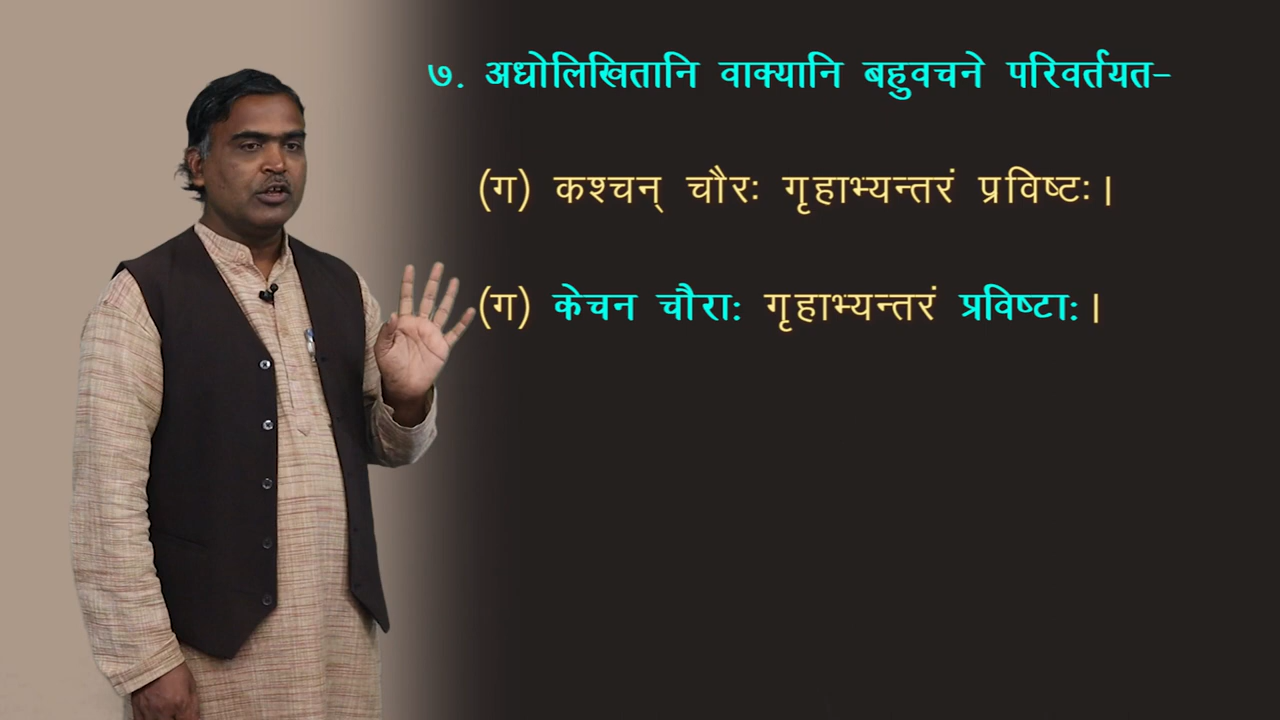 ७. अधोलिखितानि वाक्यानि बहुवचने परिवर्तयत-
(ग) कश्चन् चौरः गृहाभ्यन्तरं प्रविष्टः।
(ग) केचन चौराः गृहाभ्यन्तरं प्रविष्टाः।